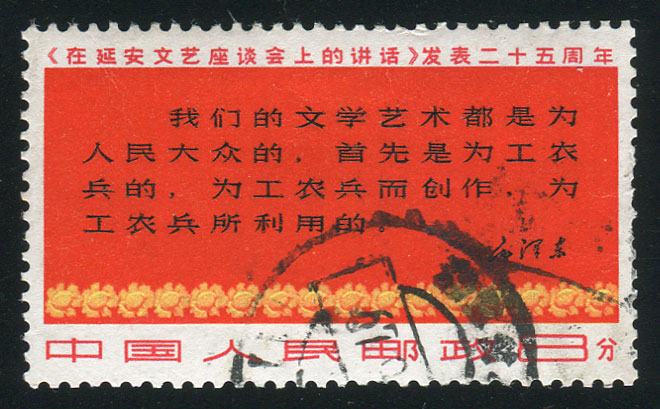 《在延安文艺座谈会上的讲话》发表二十五周年
我们的文学艺术都是为
人民大众的，首先是为工农
兵的，为工农兵而创作，为
工农兵所利用的。
毛泽东
中国人民邮政8分